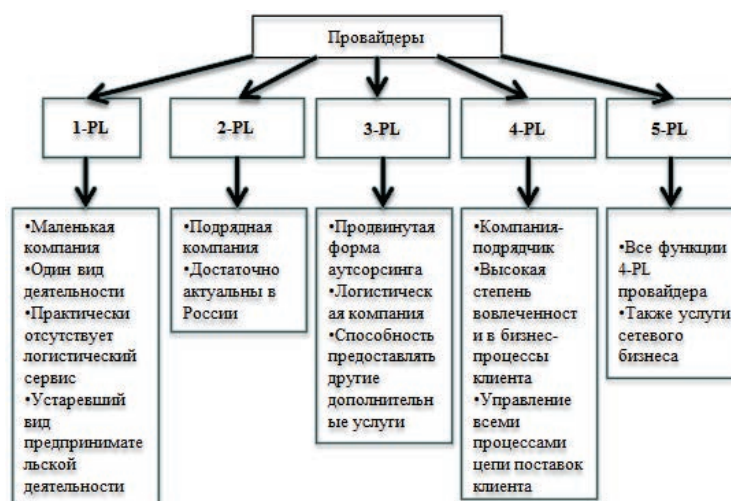 Провайдеры
1-PL
2-PL
3-PL
4-PL
5-PL
•Маленькая
компания
•Один вид
деятельности
•Практически
отсутствует
логистический
сервис
•Устаревший
вид
предпринимате
льской
деятельности
•Подрядная
компания
•Достаточно
актуальны в
России
•Продвинутая
форма
аутсорсинга
•Логистическ
ая компания
•Способность
предоставлять
другие
дополнительн
ые услуги
•Компания-
подрядчик
•Высокая
степень
вовлеченност
и в бизнес-
процессы
клиента
•Управление
всеми
процессами
цепи поставок
клиента
•Все функции
4-PL
провайдера
•Также услуги
сетевого
бизнеса